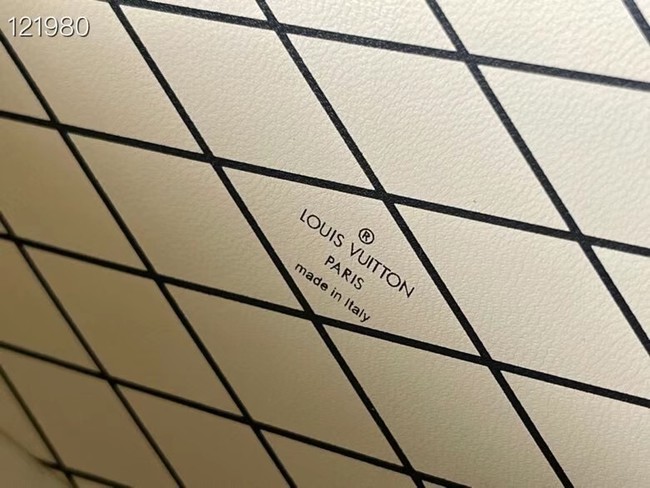 121980
®
LOUIS VUITTON
PARIS
made in Italy